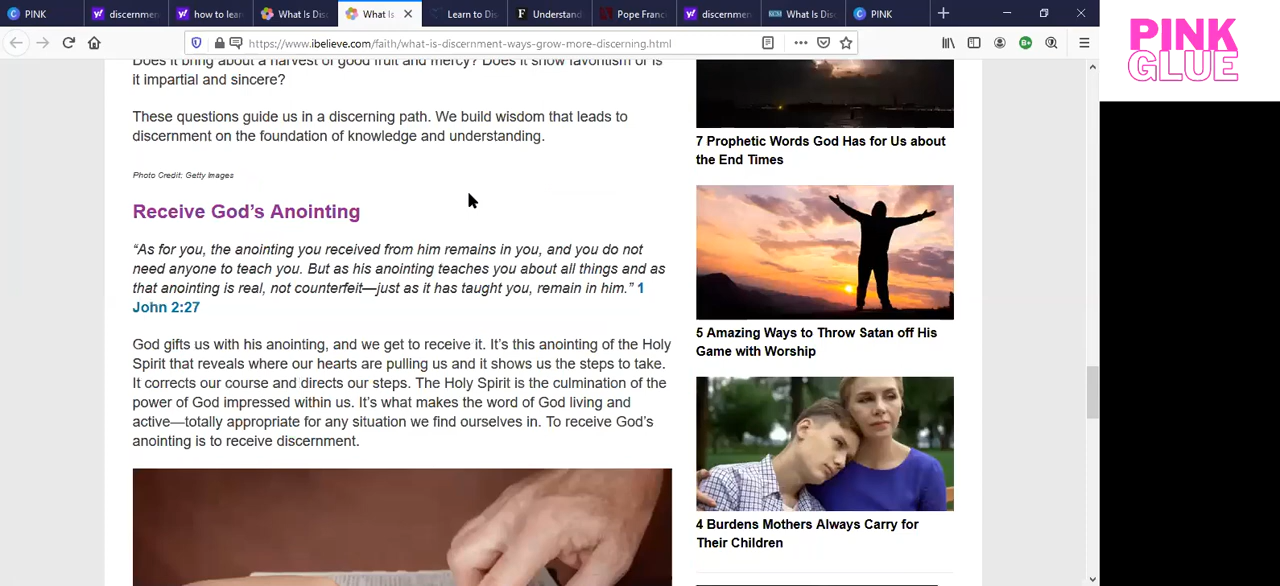 PINK
discernmen
how to lear
What Is Disc
What Is
Learn to Dis
Understand
Pope Franc
discernmen
What Is Disc
PINK
https://www.ibelieve.com/faith/what-is-discernment-ways-grow-more-discerning.html
PINK
GLUE
Does it bring about a harvest of good fruit and mercy? Does it show favoritism or is
it impartial and sincere?
These questions guide us in a discerning path. We build wisdom that leads to
discernment on the foundation of knowledge and understanding.
Photo Credit: Getty Images
Receive God's Anointing
“As for you, the anointing you received from him remains in you, and you do not
need anyone to teach you. But as his anointing teaches you about all things and as
that anointing is real, not counterfeit—just as it has taught you, remain in him.” 1
John 2:27
God gifts us with his anointing, and we get to receive it. It's this anointing of the Holy
Spirit that reveals where our hearts are pulling us and it shows us the steps to take.
It corrects our course and directs our steps. The Holy Spirit is the culmination of the
power of God impressed within us. It's what makes the word of God living and
active—totally appropriate for any situation we find ourselves in. To receive God's
anointing is to receive discernment.
7 Prophetic Words God Has for Us about
the End Times
5 Amazing Ways to Throw Satan off His
Game with Worship
4 Burdens Mothers Always Carry for
Their Children